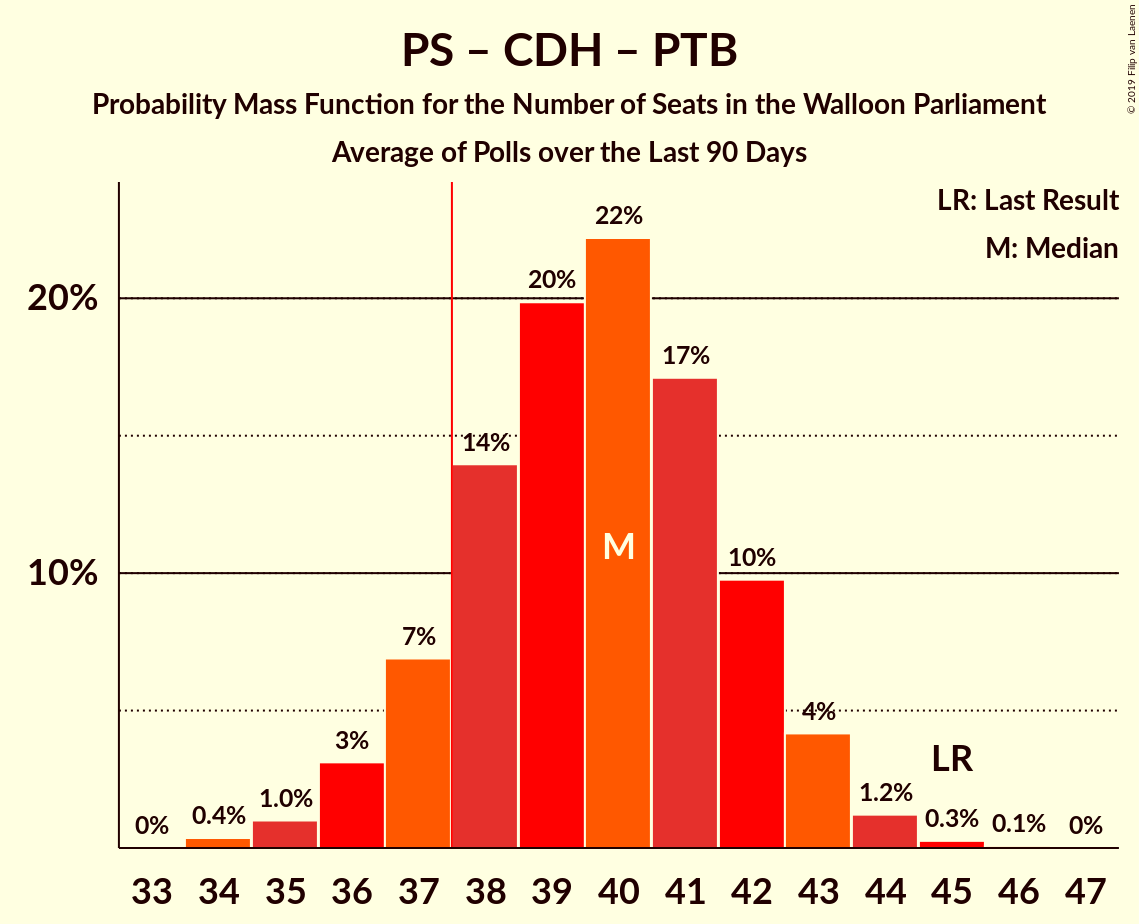 PS – CDH – PTB
Probability Mass Function for the Number of Seats in the Walloon Parliament
Average of Polls over the Last 90 Days
© 2019 Filip van Laenen
LR: Last Result
M: Median
20%
10%
0%
0.4%
1.0%
3%
7%
14%
20%
22%
17%
10%
4%
1.2%
0.3%
0.1%
0%
M
LR
33 34 35 36 37 38 39 40 41 42 43 44 45 46 47